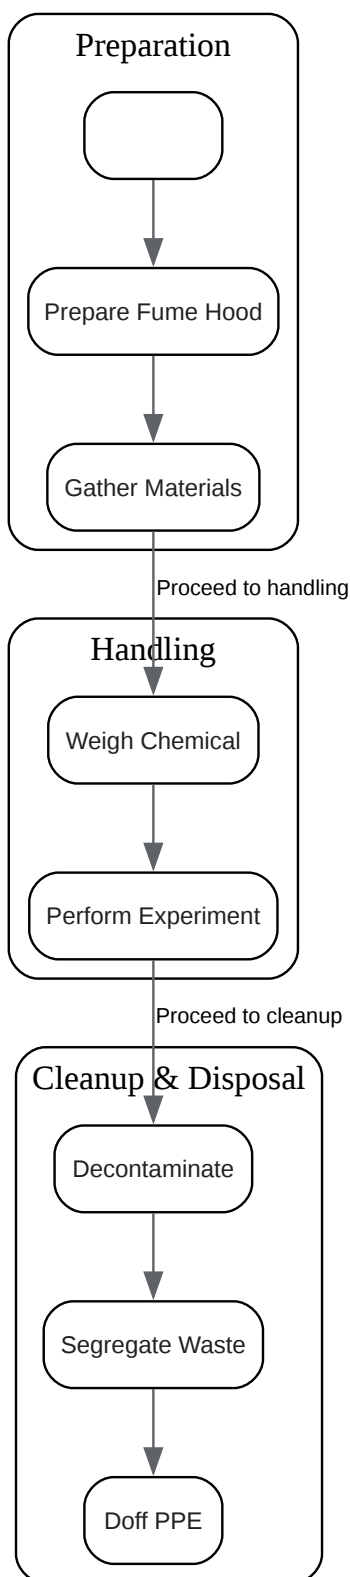 Preparation
Prepare Fume Hood
Gather Materials
Proceed to handling
Handling
Weigh Chemical
Perform Experiment
Proceed to cleanup
Cleanup & Disposal
Decontaminate
Segregate Waste
Doff PPE